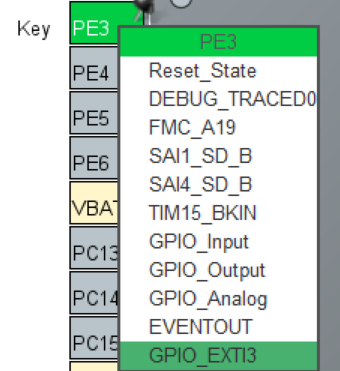 Key PE3
PE4
PE5
PE6
VBAT
PC13
PC14
PC15
PE3
Reset_State
DEBUG_TRACED0
FMC_A19
SAI1_SD_B
SAI4_SD_B
TIM15_BKIN
GPIO_Input
GPIO_Output
GPIO_Analog
EVENTOUT
GPIO_EXTI3